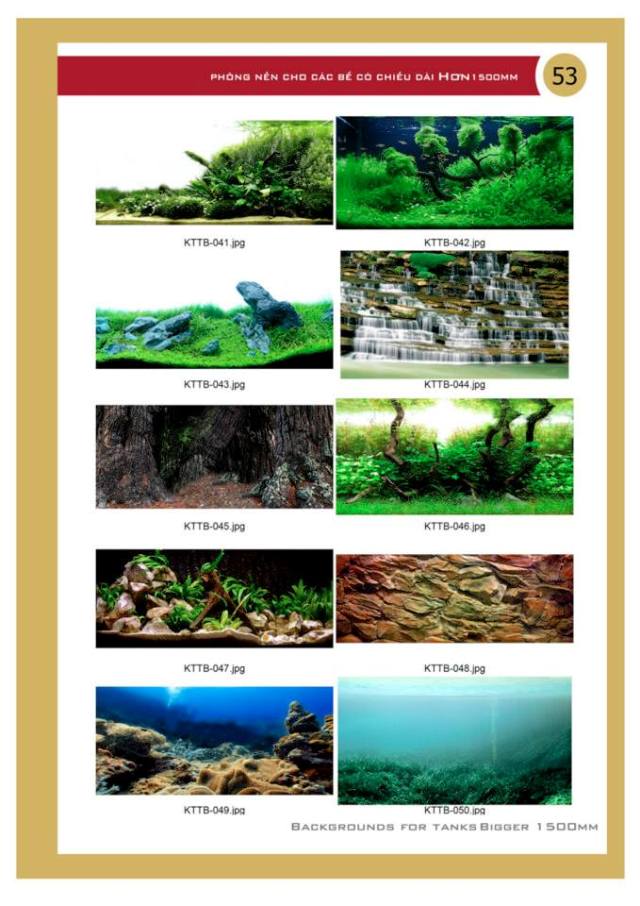 PHÔNG NỀN CHO CÁC BỂ CÓ CHIỀU DÀI HƠN 1500MM
53
KTTB-041.jpg KTTB-042.jpg
KTTB-043.jpg KTTB-044.jpg
KTTB-045.jpg KTTB-046.jpg
KTTB-047.jpg KTTB-048.jpg
KTTB-049.jpg KTTB-050.jpg
BACKGROUNDS FOR TANKS BIGGER 1500MM